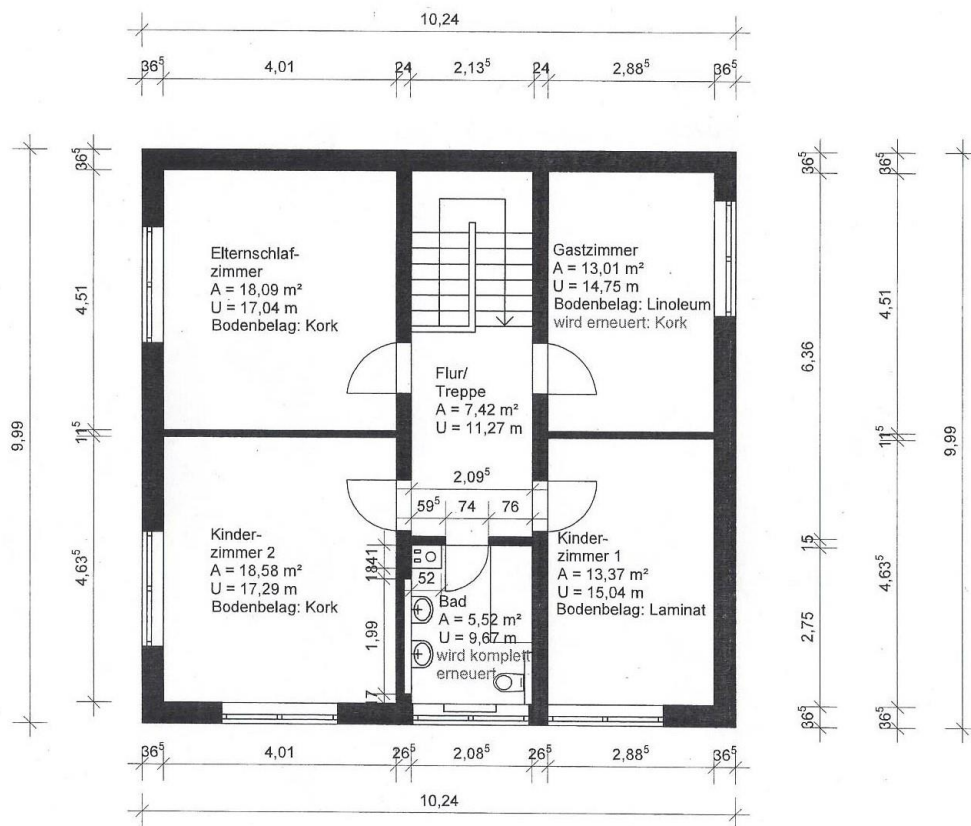 10,24
36⁵ 4,01 24 2,13⁵ 24 2,88⁵ 36⁵
36⁵
4,51
11⁵
4,63⁵
36⁵
9,99
Elternschlaf-
zimmer
A = 18,09 m²
U = 17,04 m
Bodenbelag: Kork
Gastzimmer
A = 13,01 m²
U = 14,75 m
Bodenbelag: Linoleum
wird erneuert: Kork
Flur/
Treppe
A = 7,42 m²
U = 11,27 m
2,09⁵
59⁵ 74 76
Kinder-
zimmer 2
A = 18,58 m²
U = 17,29 m
Bodenbelag: Kork
41
18
1,99
17
52
Bad
A = 5,52 m²
U = 9,67 m
wird komplett
erneuert
Kinder-
zimmer 1
A = 13,37 m²
U = 15,04 m
Bodenbelag: Laminat
36⁵
6,36
15
2,75
36⁵
36⁵
4,51
11⁵
4,63⁵
36⁵
9,99
36⁵ 4,01 26⁵ 2,08⁵ 26⁵ 2,88⁵ 36⁵
10,24